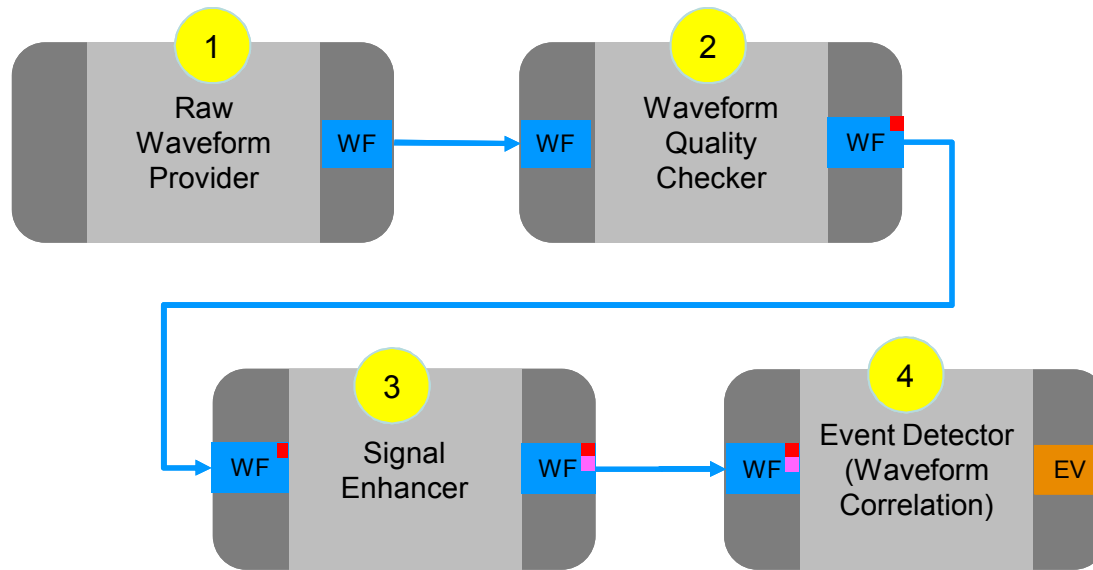 1
Raw
Waveform
Provider
WF
2
WF
Waveform
Quality
Checker
WF
3
WF
Signal
Enhancer
WF
4
WF
Event Detector
(Waveform
Correlation)
EV